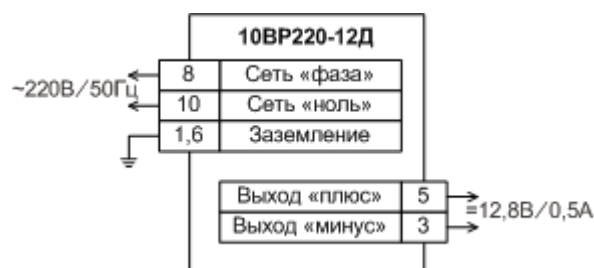 10ВР220-12Д
8 Сеть «фаза»
~220В/50Гц
10 Сеть «ноль»
1,6 Заземление
Выход «плюс» 5
=12,8В/0,5А
Выход «минус» 3